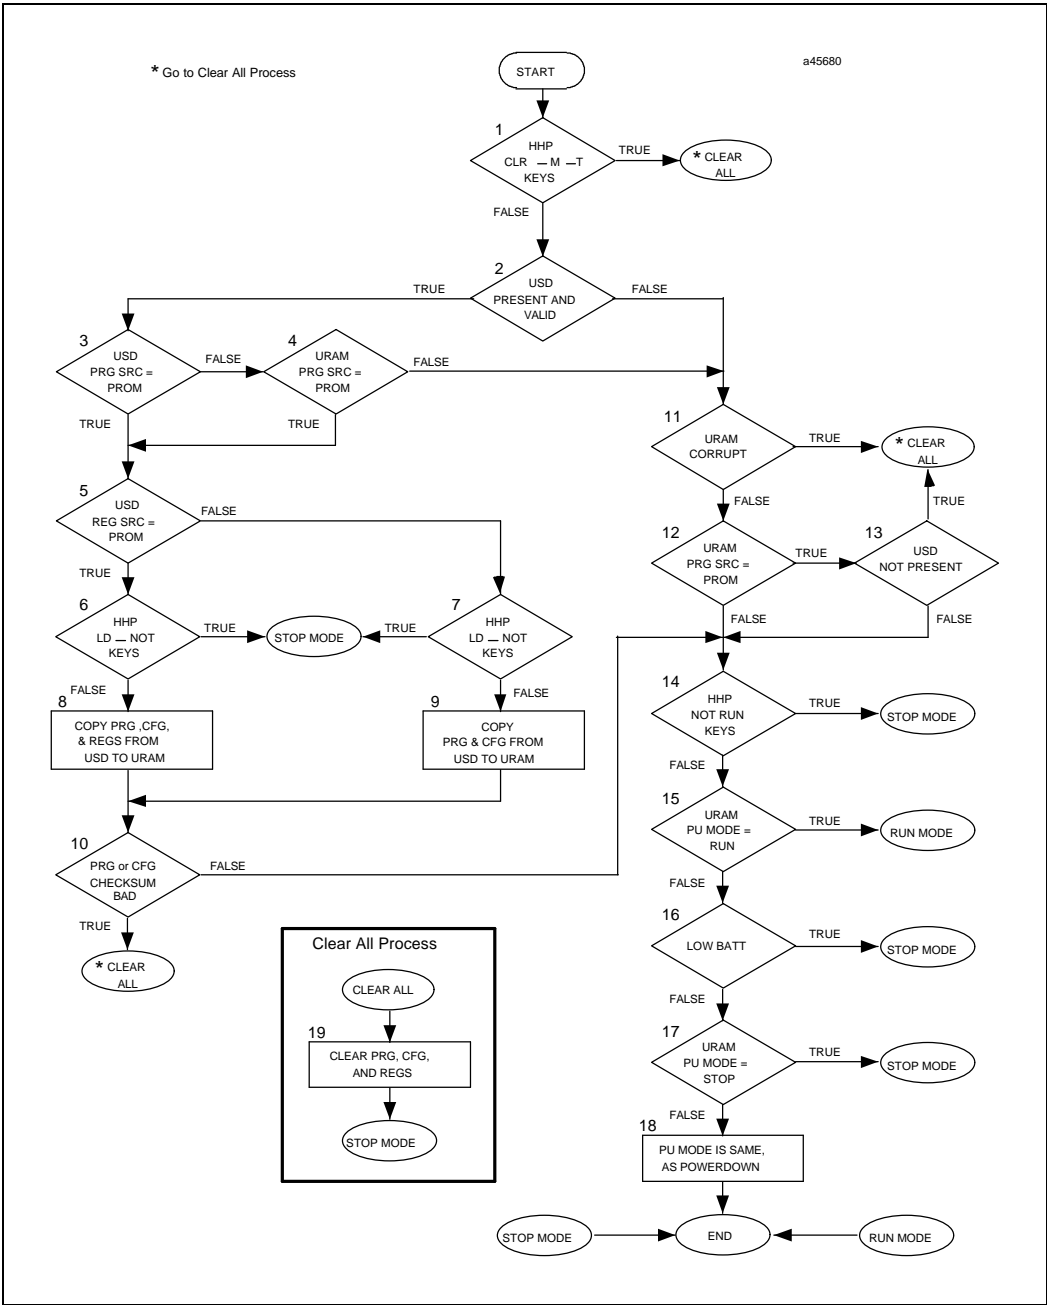 * Go to Clear All Process
a45680
START
1
HHP
CLR — M — T
KEYS
TRUE
* CLEAR
ALL
FALSE
2
USD
PRESENT AND
VALID
TRUE
FALSE
3
USD
PRG SRC =
PROM
FALSE
4
URAM
PRG SRC =
PROM
FALSE
TRUE
TRUE
11
URAM
CORRUPT
TRUE
* CLEAR
ALL
FALSE
TRUE
5
USD
REG SRC =
PROM
FALSE
TRUE
12
URAM
PRG SRC =
PROM
TRUE
13
USD
NOT PRESENT
FALSE
FALSE
6
HHP
LD — NOT
KEYS
TRUE
STOP MODE
TRUE
7
HHP
LD — NOT
KEYS
FALSE
FALSE
8
COPY PRG ,CFG,
& REGS FROM
USD TO URAM
9
COPY
PRG & CFG FROM
USD TO URAM
14
HHP
NOT RUN
KEYS
TRUE
STOP MODE
FALSE
15
URAM
PU MODE =
RUN
TRUE
RUN MODE
FALSE
10
PRG or CFG
CHECKSUM
BAD
FALSE
TRUE
* CLEAR
ALL
16
LOW BATT
TRUE
STOP MODE
FALSE
17
URAM
PU MODE =
STOP
TRUE
STOP MODE
FALSE
18
PU MODE IS SAME,
AS POWERDOWN
Clear All Process
CLEAR ALL
19
CLEAR PRG, CFG,
AND REGS
STOP MODE
STOP MODE
END
RUN MODE